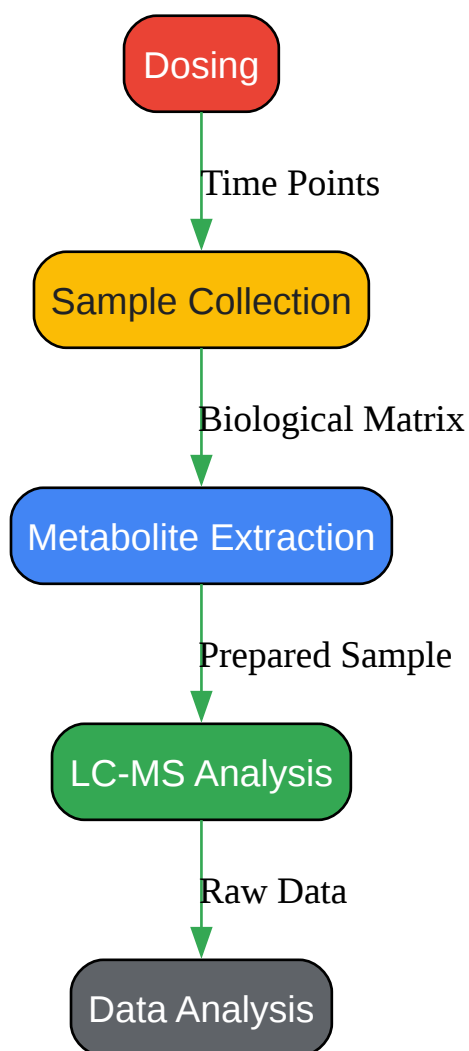 Dosing
Time Points
Sample Collection
Biological Matrix
Metabolite Extraction
Prepared Sample
LC-MS Analysis
Raw Data
Data Analysis